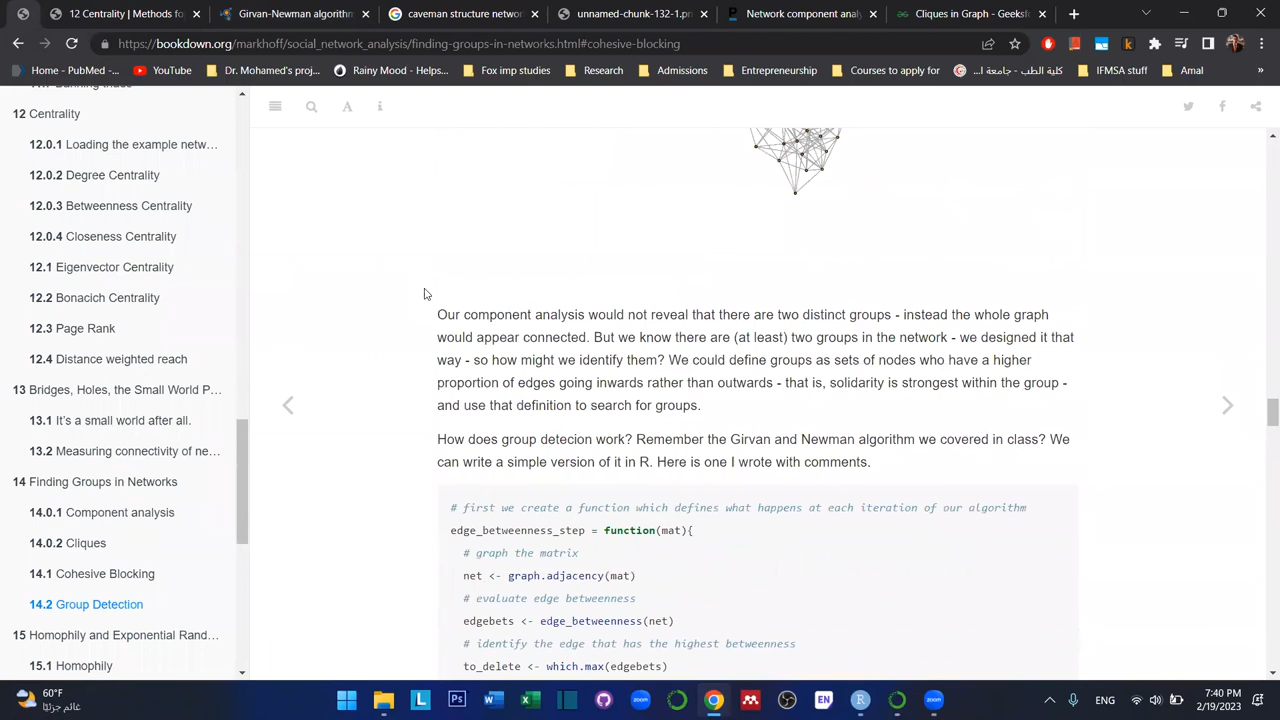 12 Centrality | Methods fo
Girvan-Newman algorithm
caveman structure networ
unnamed-chunk-132-1.pn
Network component analy
Cliques in Graph - Geeksfo
https://bookdown.org/markhoff/social_network_analysis/finding-groups-in-networks.html#cohesive-blocking
Home - PubMed -...
YouTube
Dr. Mohamed's proj...
Rainy Mood - Helps...
Fox imp studies
Research
Admissions
Entrepreneurship
Courses to apply for
كلية الطب - جامعة ا...
IFMSA stuff
Amal
»
12 Centrality
12.0.1 Loading the example netw...
12.0.2 Degree Centrality
12.0.3 Betweenness Centrality
12.0.4 Closeness Centrality
12.1 Eigenvector Centrality
12.2 Bonacich Centrality
12.3 Page Rank
12.4 Distance weighted reach
13 Bridges, Holes, the Small World P...
13.1 It's a small world after all.
13.2 Measuring connectivity of ne...
14 Finding Groups in Networks
14.0.1 Component analysis
14.0.2 Cliques
14.1 Cohesive Blocking
14.2 Group Detection
15 Homophily and Exponential Rand...
15.1 Homophily
Our component analysis would not reveal that there are two distinct groups - instead the whole graph
would appear connected. But we know there are (at least) two groups in the network - we designed it that
way - so how might we identify them? We could define groups as sets of nodes who have a higher
proportion of edges going inwards rather than outwards - that is, solidarity is strongest within the group -
and use that definition to search for groups.
How does group detecion work? Remember the Girvan and Newman algorithm we covered in class? We
can write a simple version of it in R. Here is one I wrote with comments.
# first we create a function which defines what happens at each iteration of our algorithm
edge_betweenness_step = function(mat){
# graph the matrix
net <- graph.adjacency(mat)
# evaluate edge betweenness
edgebets <- edge_betweenness(net)
# identify the edge that has the highest betweenness
to_delete <- which.max(edgebets)
60°F
غائم جزئيًا
ENG
7:40 PM
2/19/2023